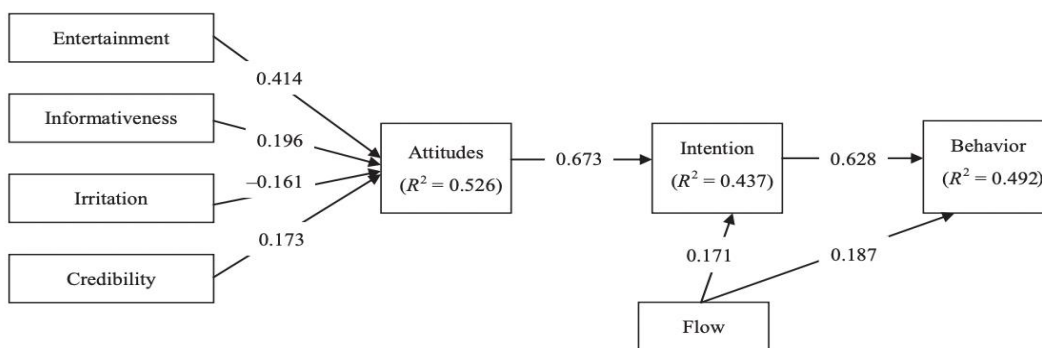 Entertainment
0.414
Informativeness
0.196
Attitudes
(R² = 0.526)
0.673
Intention
(R² = 0.437)
0.628
Behavior
(R² = 0.492)
Irritation
–0.161
0.173
Credibility
0.171
0.187
Flow